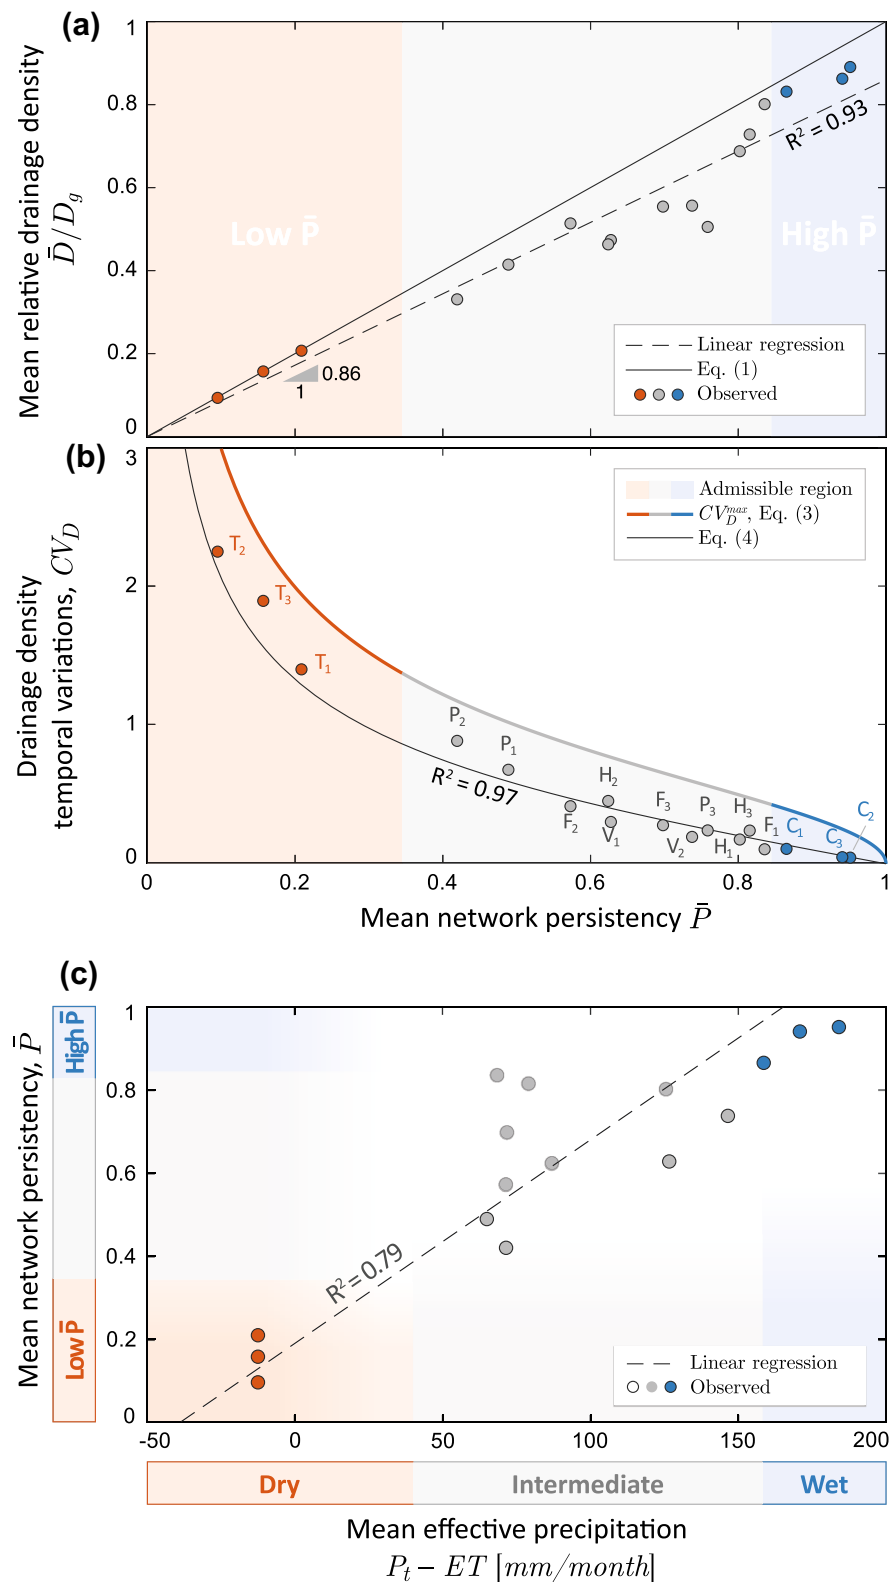 (a)
Mean relative drainage density
D̄/D_g
1
0.8
0.6
0.4
0.2
0
Low P̄
High P̄
R² = 0.93
0.86
1
Linear regression
Eq. (1)
Observed
(b)
Drainage density
temporal variations, CV_D
3
2
1
0
T₂
T₃
T₁
P₂
P₁
H₂
F₂
V₁
F₃
P₃
H₃
V₂
H₁
F₁
C₁
C₃
C₂
R² = 0.97
Admissible region
CV_D^max, Eq. (3)
Eq. (4)
0
0.2
0.4
0.6
0.8
1
Mean network persistency P̄
(c)
Mean network persistency, P̄
High P̄
Low P̄
1
0.8
0.6
0.4
0.2
0
R² = 0.79
Linear regression
Observed
-50
0
50
100
150
200
Dry
Intermediate
Wet
Mean effective precipitation
P_t − ET [mm/month]